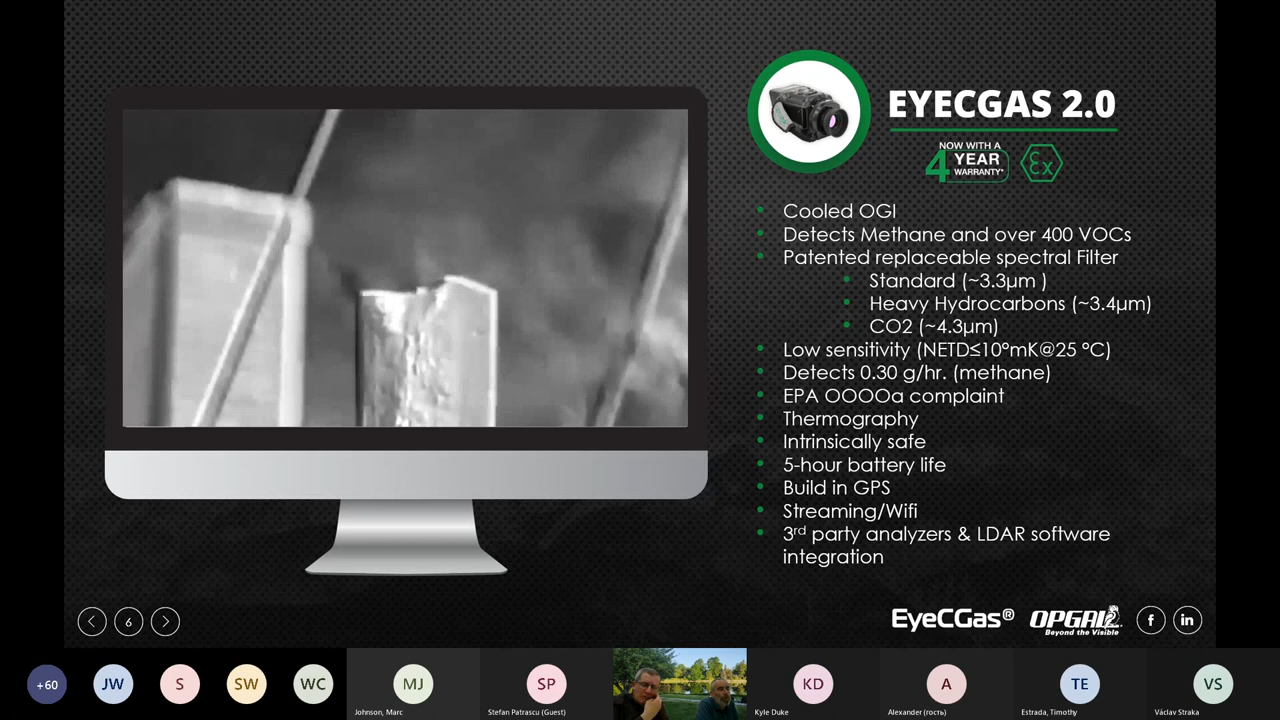 EYECGAS 2.0
NOW WITH A
4 YEAR
WARRANTY*
Ex
Cooled OGI
Detects Methane and over 400 VOCs
Patented replaceable spectral Filter
Standard (~3.3µm )
Heavy Hydrocarbons (~3.4µm)
CO2 (~4.3µm)
Low sensitivity (NETD≤10°mK@25 °C)
Detects 0.30 g/hr. (methane)
EPA OOOOa complaint
Thermography
Intrinsically safe
5-hour battery life
Build in GPS
Streaming/Wifi
3rd party analyzers & LDAR software
integration
6
EyeCGas®
OPGAL
Beyond the Visible
f
in
+60
JW
S
SW
WC
MJ
SP
KD
A
TE
VS
Johnson, Marc
Stefan Patrascu (Guest)
Kyle Duke
Alexander (гость)
Estrada, Timothy
Václav Straka